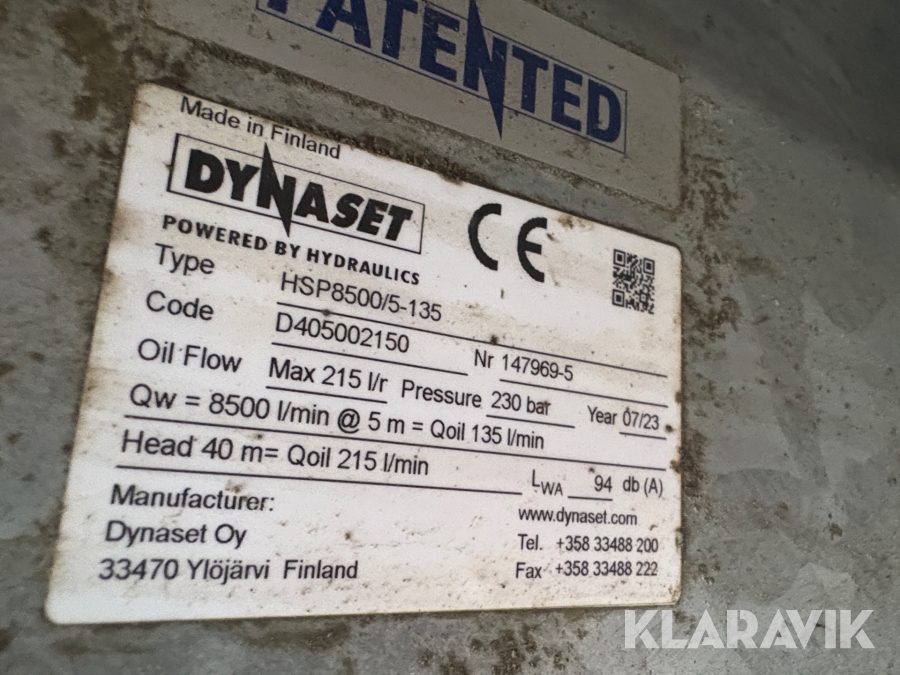 PATENTED
Made in Finland
DYNASET
POWERED BY HYDRAULICS
CE
Type HSP8500/5-135
Code D405002150 Nr 147969-5
Oil Flow Max 215 l/r Pressure 230 bar Year 07/23
Qw = 8500 l/min @ 5 m = Qoil 135 l/min
Head 40 m= Qoil 215 l/min LWA 94 db (A)
Manufacturer:
Dynaset Oy
33470 Ylöjärvi Finland
www.dynaset.com
Tel. +358 33488 200
Fax +358 33488 222
KLARAVIK